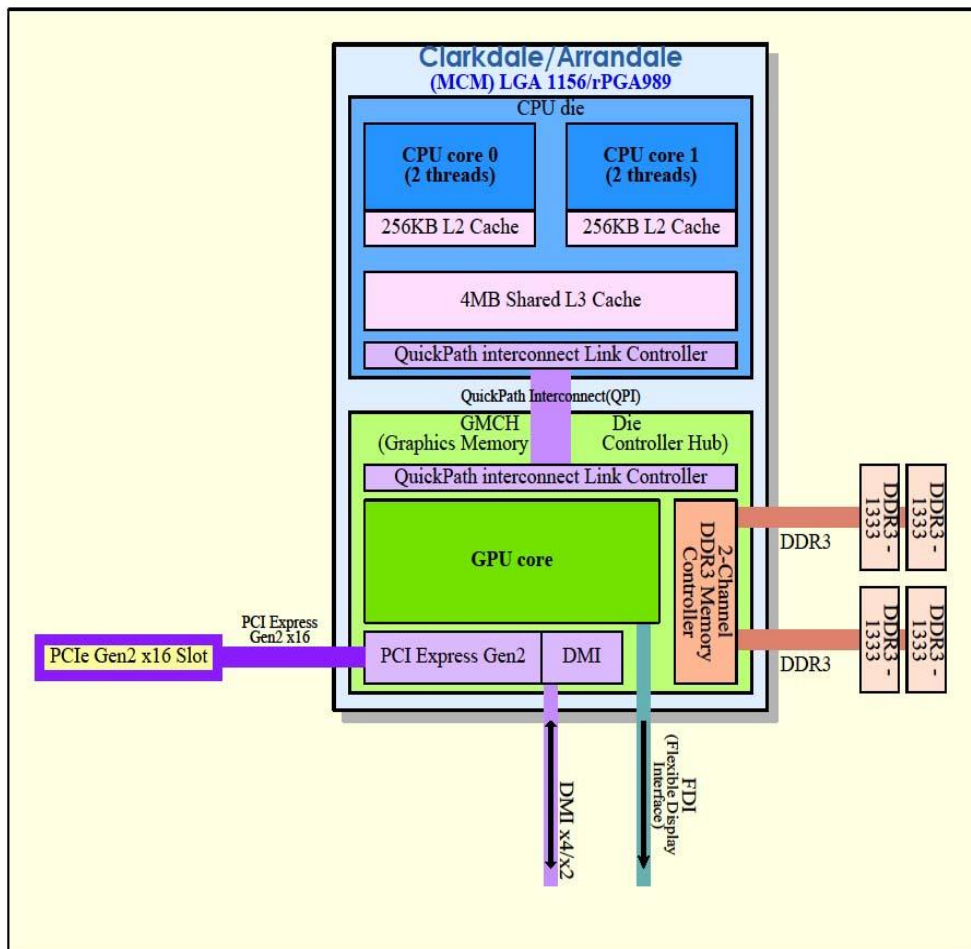 Clarkdale/Arrandale
(MCM) LGA 1156/rPGA989
CPU die
CPU core 0
(2 threads)
CPU core 1
(2 threads)
256KB L2 Cache
256KB L2 Cache
4MB Shared L3 Cache
QuickPath interconnect Link Controller
QuickPath Interconnect(QPI)
GMCH Die
(Graphics Memory Controller Hub)
QuickPath interconnect Link Controller
GPU core
2-Channel
DDR3 Memory
Controller
DDR3
DDR3 -
1333
DDR3 -
1333
DDR3
DDR3 -
1333
DDR3 -
1333
PCI Express
Gen2 x16
PCIe Gen2 x16 Slot
PCI Express Gen2
DMI
DMI x4/x2
FDI
(Flexible Display
Interface)